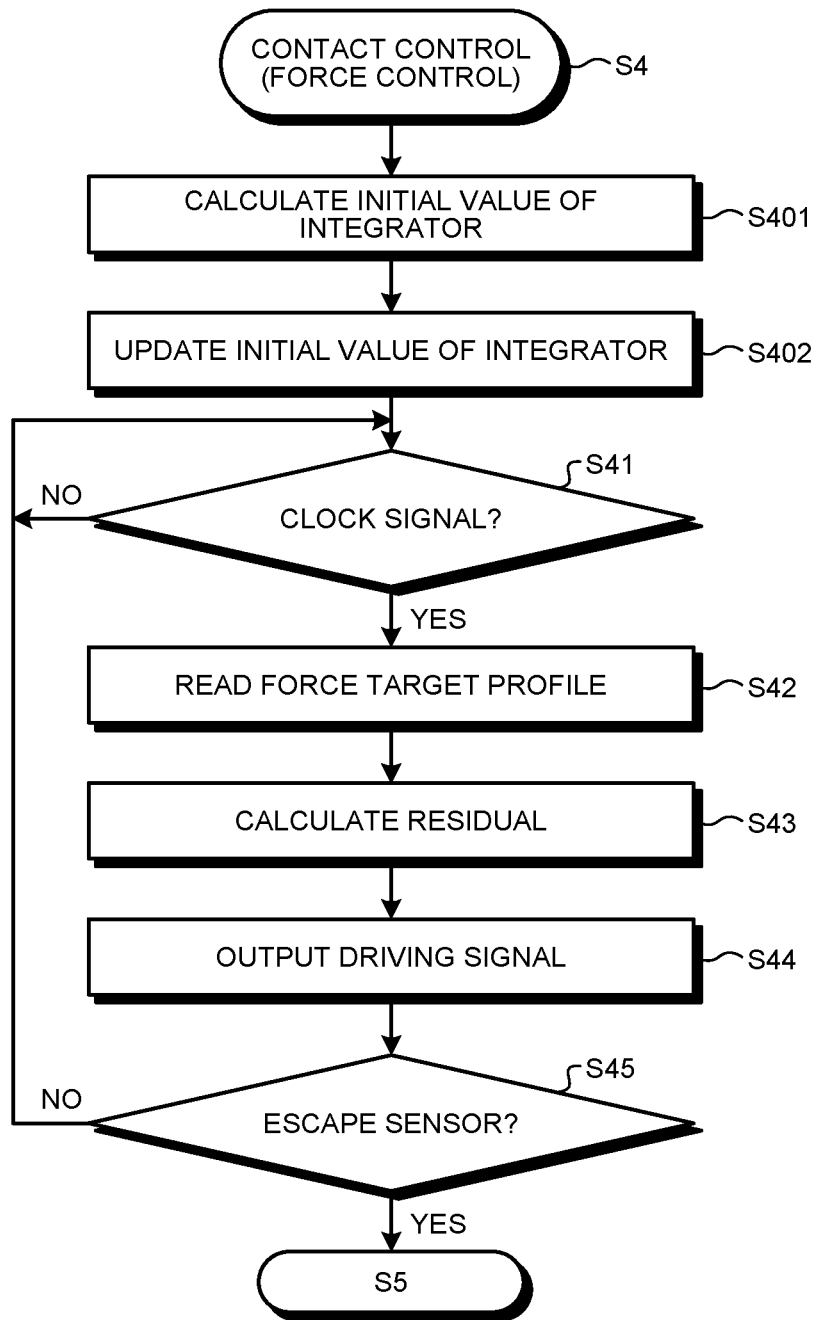 CONTACT CONTROL
(FORCE CONTROL)
S4
CALCULATE INITIAL VALUE OF
INTEGRATOR
S401
UPDATE INITIAL VALUE OF INTEGRATOR
S402
S41
NO
CLOCK SIGNAL?
YES
READ FORCE TARGET PROFILE
S42
CALCULATE RESIDUAL
S43
OUTPUT DRIVING SIGNAL
S44
S45
NO
ESCAPE SENSOR?
YES
S5